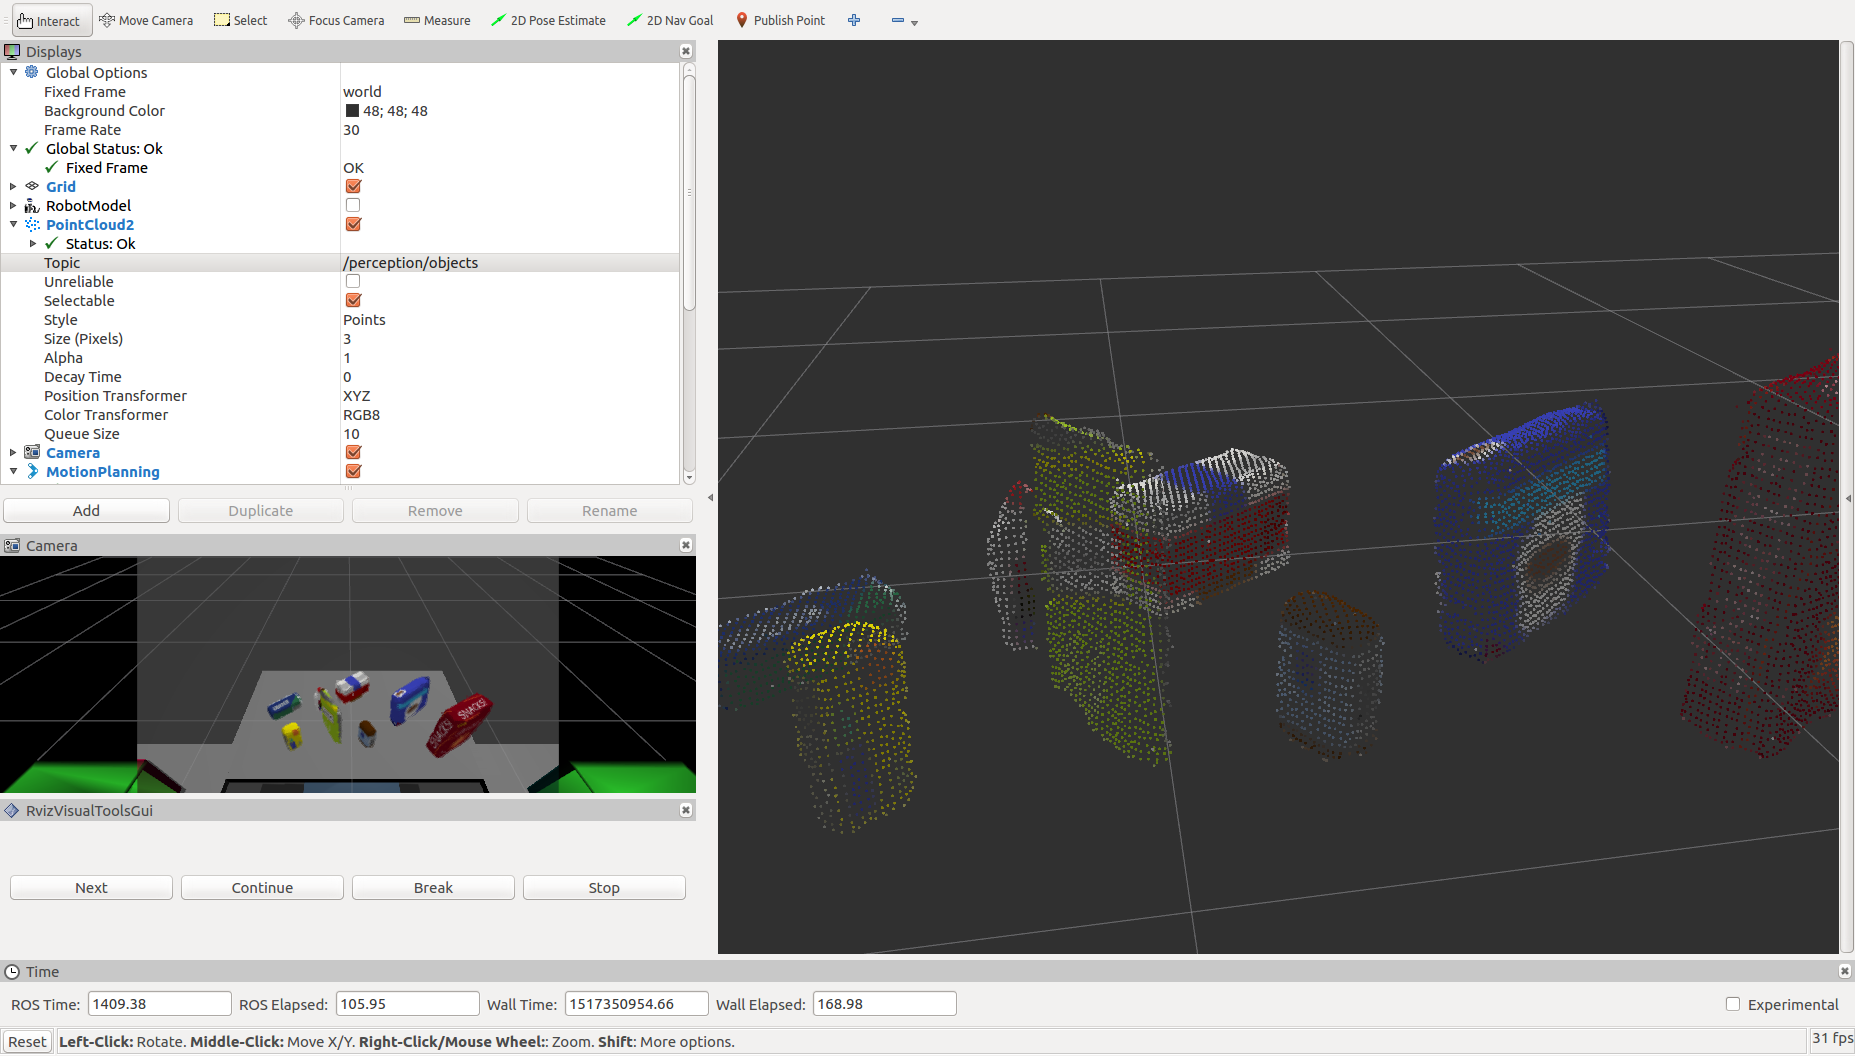 Interact Move Camera Select Focus Camera Measure 2D Pose Estimate 2D Nav Goal Publish Point
Displays
Global Options
Fixed Frame world
Background Color 48; 48; 48
Frame Rate 30
Global Status: Ok
Fixed Frame OK
Grid
RobotModel
PointCloud2
Status: Ok
Topic /perception/objects
Unreliable
Selectable
Style Points
Size (Pixels) 3
Alpha 1
Decay Time 0
Position Transformer XYZ
Color Transformer RGB8
Queue Size 10
Camera
MotionPlanning
Add Duplicate Remove Rename
Camera
SNACKS!
SNACKS!
RvizVisualToolsGui
Next Continue Break Stop
Time
ROS Time: 1409.38 ROS Elapsed: 105.95 Wall Time: 1517350954.66 Wall Elapsed: 168.98 Experimental
Reset Left-Click: Rotate. Middle-Click: Move X/Y. Right-Click/Mouse Wheel:: Zoom. Shift: More options. 31 fps